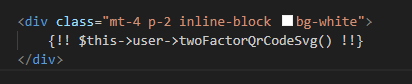 <div class="mt-4 p-2 inline-block bg-white">
    {!! $this->user->twoFactorQrCodeSvg() !!}
</div>